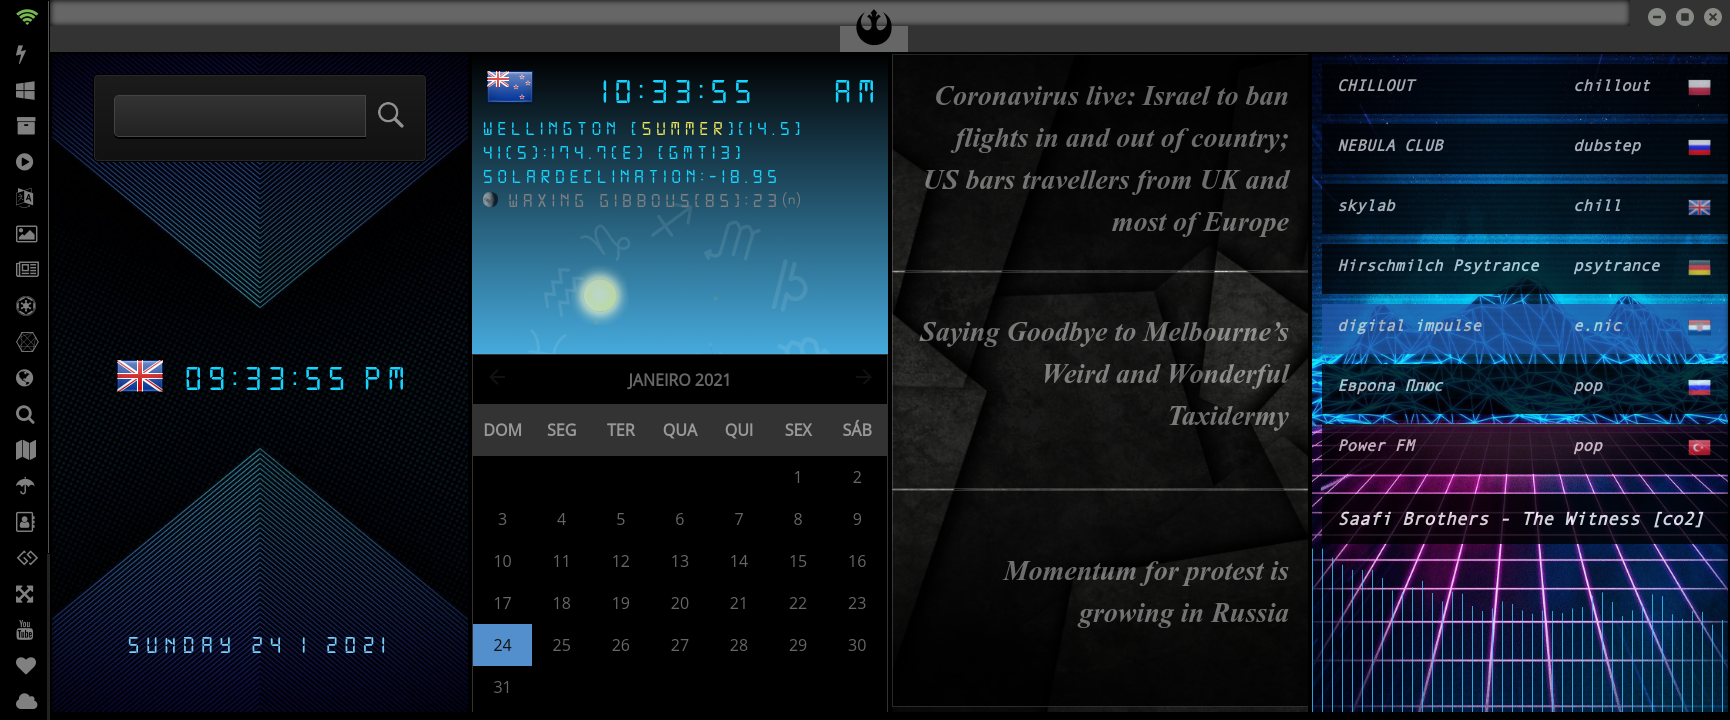 09:33:55 PM
SUNDAY 24 1 2021
10:33:55 AM
WELLINGTON [SUMMER][14.5]
41(S):174.7(E) [GMT13]
SOLARDECLINATION:-18.95
WAXING GIBBOUS[85]:23(n)
JANEIRO 2021
DOM SEG TER QUA QUI SEX SÁB
1 2
3 4 5 6 7 8 9
10 11 12 13 14 15 16
17 18 19 20 21 22 23
24 25 26 27 28 29 30
31
Coronavirus live: Israel to ban
flights in and out of country;
US bars travellers from UK and
most of Europe
Saying Goodbye to Melbourne’s
Weird and Wonderful
Taxidermy
Momentum for protest is
growing in Russia
CHILLOUT chillout
NEBULA CLUB dubstep
skylab chill
Hirschmilch Psytrance psytrance
digital impulse e.nic
Европа Плюс pop
Power FM pop
Saafi Brothers - The Witness [co2]
You
Tube